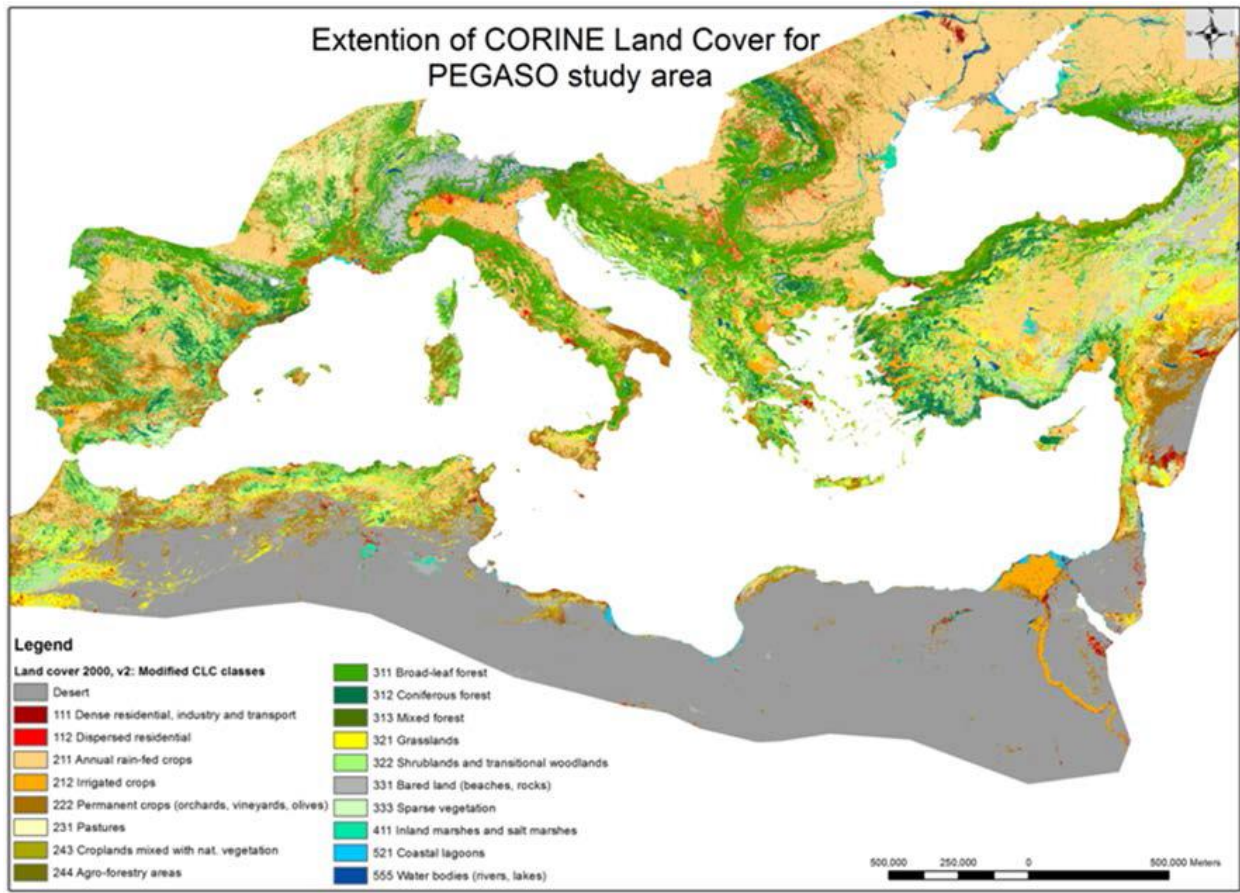 Extention of CORINE Land Cover for
PEGASO study area
Legend
Land cover 2000, v2: Modified CLC classes
Desert
111 Dense residential, industry and transport
112 Dispersed residential
211 Annual rain-fed crops
212 Irrigated crops
222 Permanent crops (orchards, vineyards, olives)
231 Pastures
243 Croplands mixed with nat. vegetation
244 Agro-forestry areas
311 Broad-leaf forest
312 Coniferous forest
313 Mixed forest
321 Grasslands
322 Shrublands and transitional woodlands
331 Bared land (beaches, rocks)
333 Sparse vegetation
411 Inland marshes and salt marshes
521 Coastal lagoons
555 Water bodies (rivers, lakes)
500.000 250.000 0 500.000 Meters